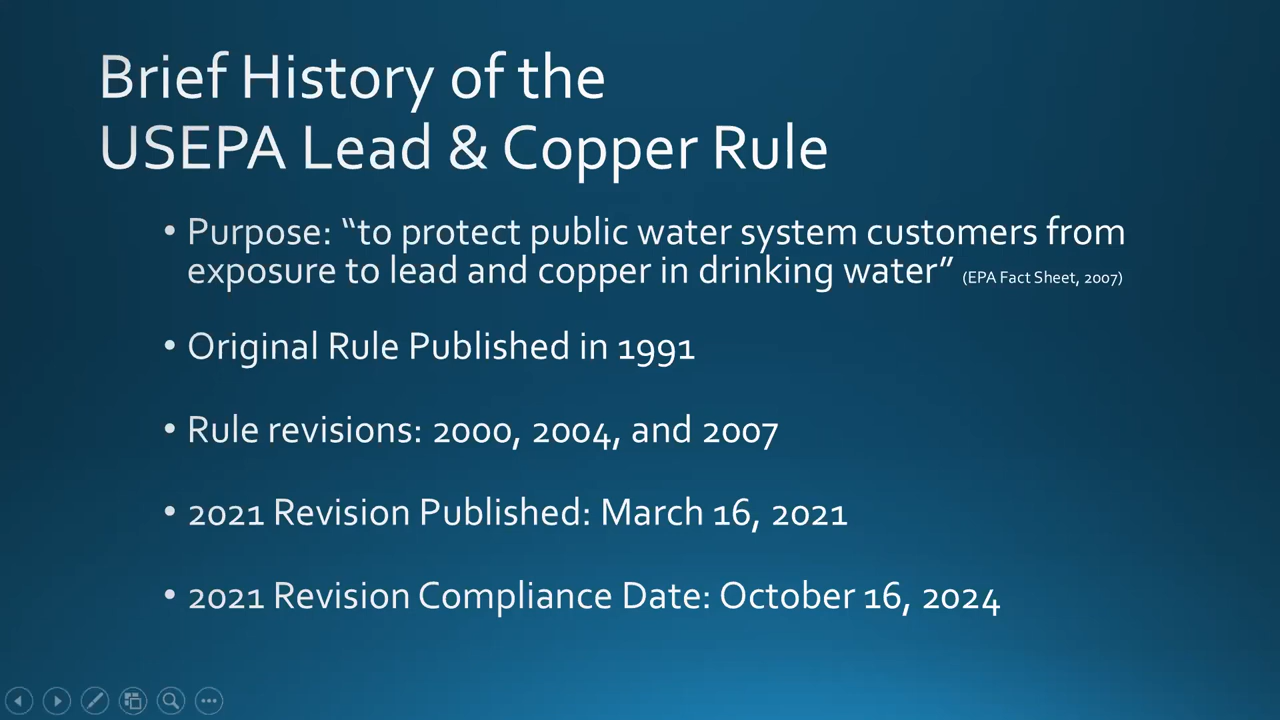 Brief History of the
USEPA Lead & Copper Rule
• Purpose: “to protect public water system customers from
exposure to lead and copper in drinking water” (EPA Fact Sheet, 2007)
• Original Rule Published in 1991
• Rule revisions: 2000, 2004, and 2007
• 2021 Revision Published: March 16, 2021
• 2021 Revision Compliance Date: October 16, 2024